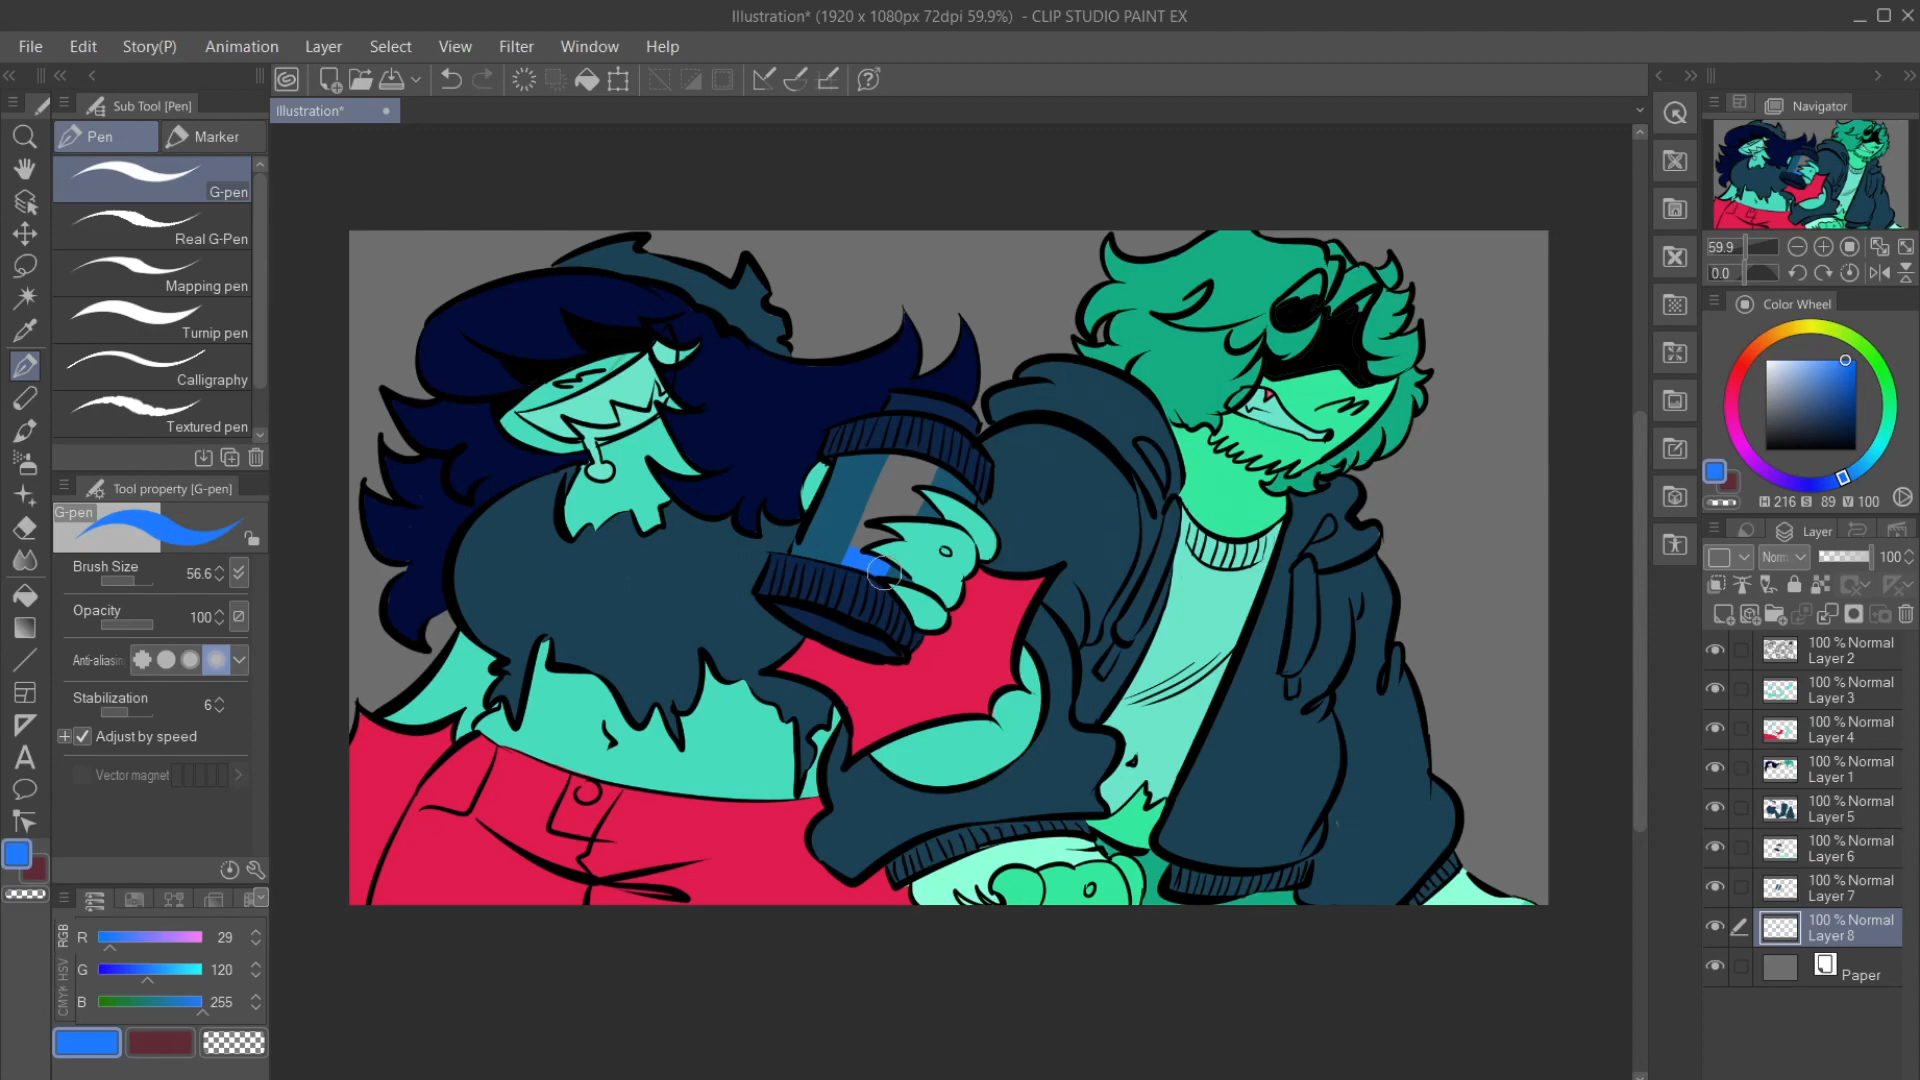 Illustration* (1920 x 1080px 72dpi 59.9%) - CLIP STUDIO PAINT EX
File Edit Story(P) Animation Layer Select View Filter Window Help
Sub Tool [Pen]
Illustration*
Navigator
Pen Marker
G-pen
Real G-Pen
Mapping pen
Turnip pen
Calligraphy
Textured pen
59.9
0.0
Color Wheel
H 216 S 89 V 100
Tool property [G-pen]
G-pen
Brush Size 56.6
Opacity 100
Anti-aliasin
Stabilization 6
Adjust by speed
Vector magnet
Layer
Norm 100
100 % Normal
Layer 2
100 % Normal
Layer 3
100 % Normal
Layer 4
100 % Normal
Layer 1
100 % Normal
Layer 5
100 % Normal
Layer 6
100 % Normal
Layer 7
100 % Normal
Layer 8
Paper
RGB
HSV
CMYK
R 29
G 120
B 255